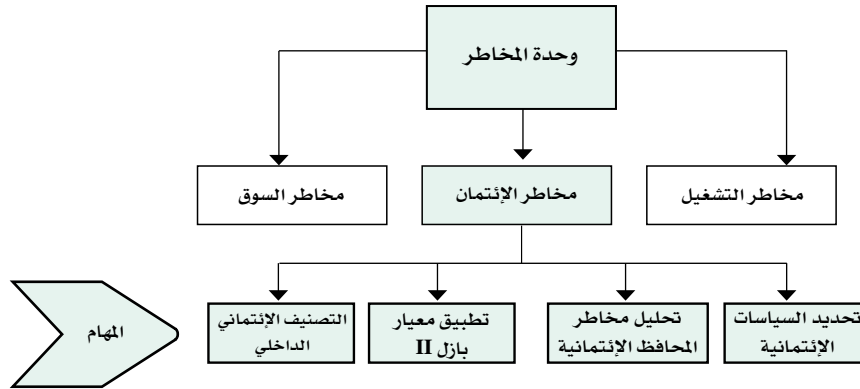 وحدة المخاطر
مخاطر التشغيل
مخاطر الإئتمان
مخاطر السوق
تحديد السياسات
الإئتمانية
تحليل مخاطر
المحافظ الإئتمانية
تطبيق معيار
بازل II
التصنيف الإئتماني
الداخلي
المهام